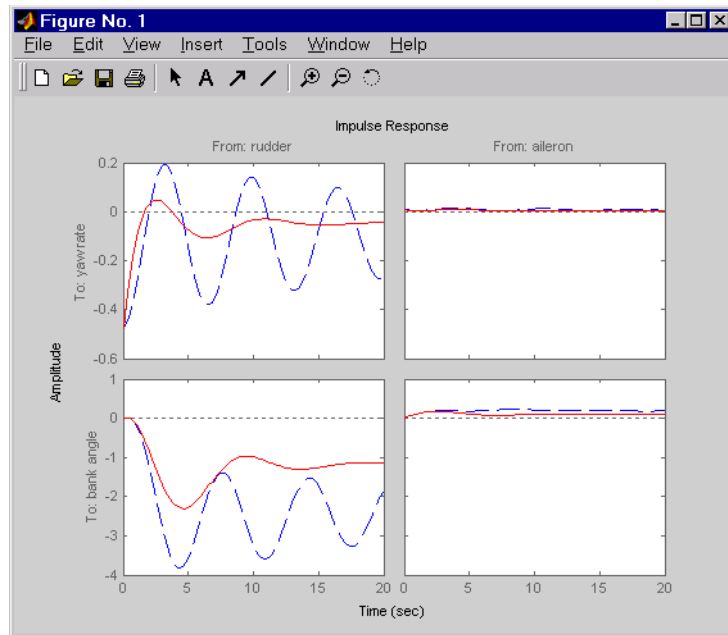 Figure No. 1
File Edit View Insert Tools Window Help
A
Impulse Response
From: rudder
From: aileron
Amplitude
To: yawrate
0.2
0
-0.2
-0.4
-0.6
To: bank angle
1
0
-1
-2
-3
-4
0 5 10 15 20
0 5 10 15 20
Time (sec)